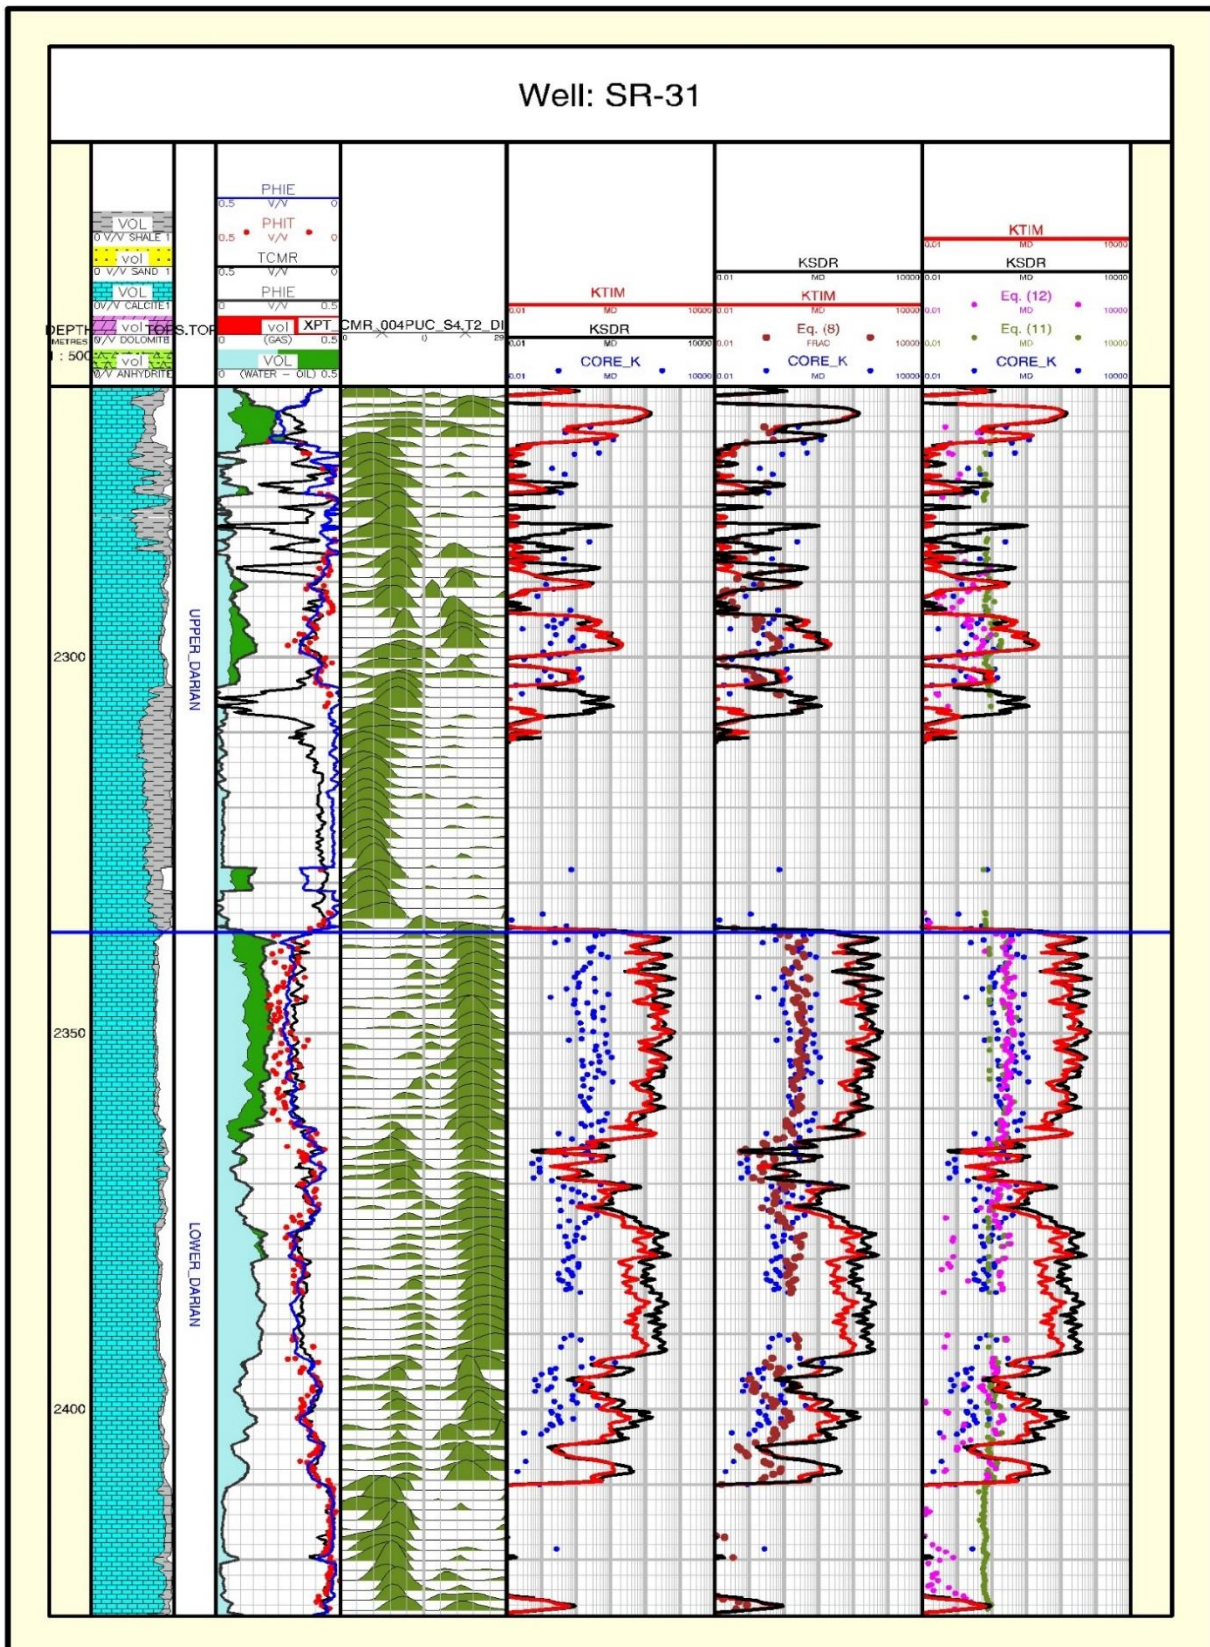 Well: SR-31
DEPTH
METRES
1 : 500
VOL
0 V/V SHALE 1
vol
0 V/V SAND 1
VOL
0V/V CALCITE1
vol
0/V DOLOMITE
vol
0/V ANHYDRITE
TOPS.TOP
PHIE
0.5 V/V 0
PHIT
0.5 V/V 0
TCMR
0.5 V/V 0
PHIE
0 V/V 0.5
vol XPT
0 (GAS) 0.5
VOL
0 (WATER - OIL) 0.5
CMR_004PUC_S4.T2_DI
0 0 29
KTIM
0.01 MD 10000
KSDR
0.01 MD 10000
CORE_K
0.01 MD 10000
KSDR
0.01 MD 10000
KTIM
0.01 MD 10000
Eq. (8)
0.01 FRAC 10000
CORE_K
0.01 MD 10000
KTIM
0.01 MD 10000
KSDR
0.01 MD 10000
Eq. (12)
0.01 10000
Eq. (11)
0.01 10000
CORE_K
0.01 MD 10000
UPPER_DARIAN
2300
2350
LOWER_DARIAN
2400